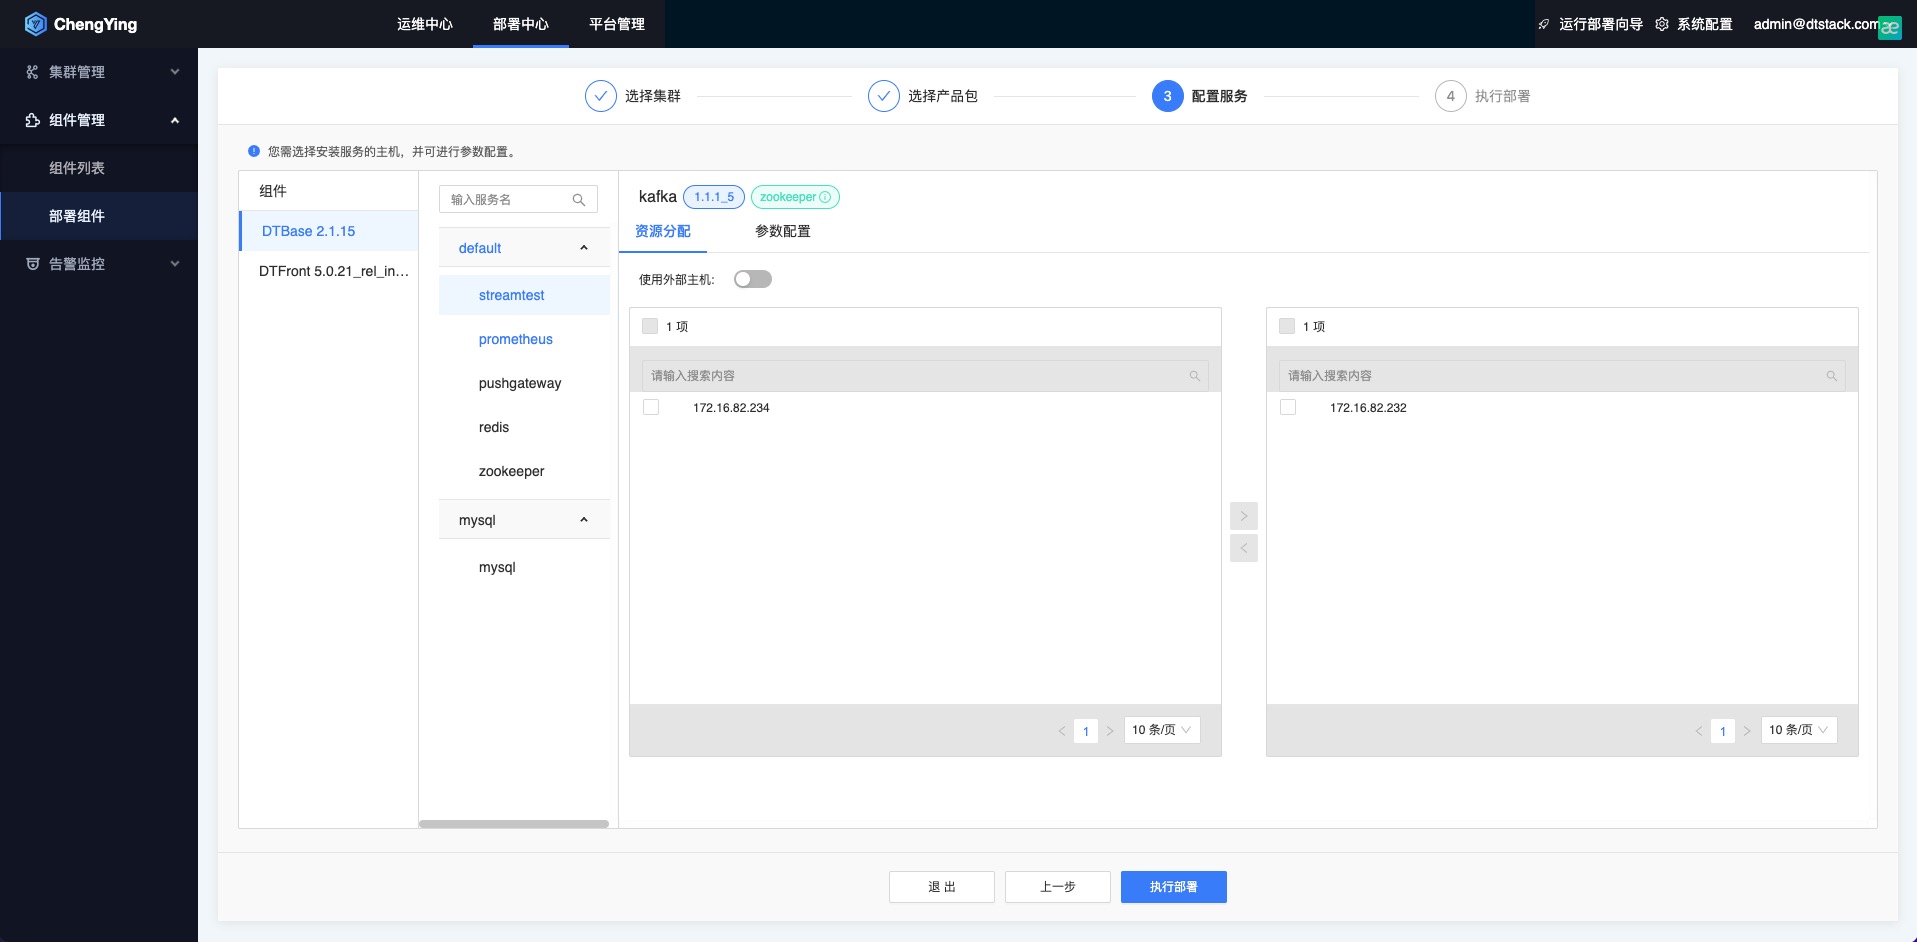 ChengYing
运维中心
部署中心
平台管理
运行部署向导
系统配置
admin@dtstack.com
æ
集群管理
组件管理
组件列表
部署组件
告警监控
选择集群
选择产品包
3 配置服务
4 执行部署
您需选择安装服务的主机，并可进行参数配置。
组件
DTBase 2.1.15
DTFront 5.0.21_rel_in...
输入服务名
default
streamtest
prometheus
pushgateway
redis
zookeeper
mysql
mysql
kafka 1.1.1_5 zookeeper
资源分配
参数配置
使用外部主机:
1 项
请输入搜索内容
172.16.82.234
< 1 > 10 条/页
>
<
1 项
请输入搜索内容
172.16.82.232
< 1 > 10 条/页
退 出
上一步
执行部署